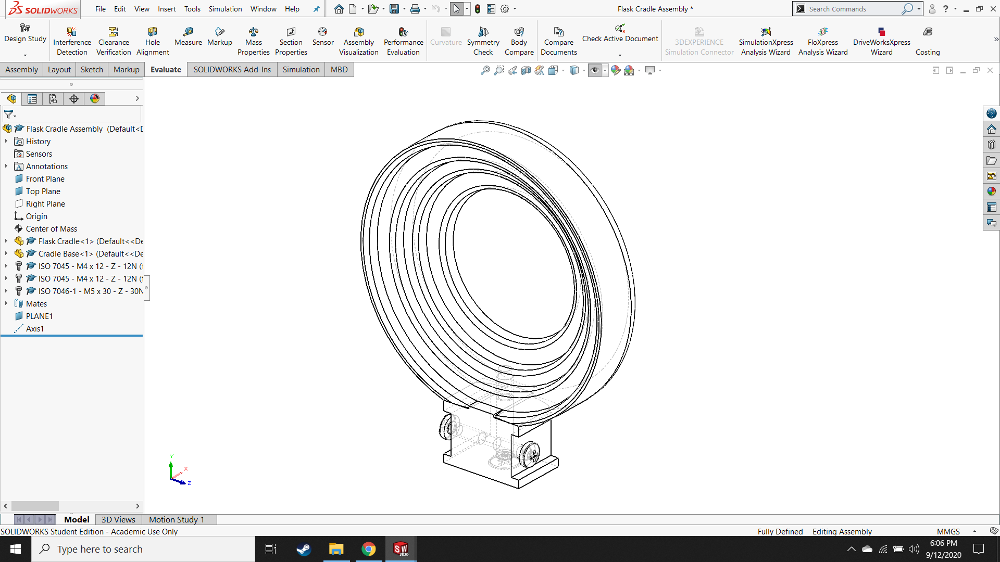 SOLIDWORKS
File Edit View Insert Tools Simulation Window Help
Flask Cradle Assembly *
Search Commands
Design Study
Interference Detection
Clearance Verification
Hole Alignment
Measure
Markup
Mass Properties
Section Properties
Sensor
Assembly Visualization
Performance Evaluation
Curvature
Symmetry Check
Body Compare
Compare Documents
Check Active Document
3DEXPERIENCE Simulation Connector
SimulationXpress Analysis Wizard
FloXpress Analysis Wizard
DriveWorksXpress Wizard
Costing
Assembly Layout Sketch Markup Evaluate SOLIDWORKS Add-Ins Simulation MBD
Flask Cradle Assembly (Default<D
History
Sensors
Annotations
Front Plane
Top Plane
Right Plane
Origin
Center of Mass
Flask Cradle<1> (Default<<De
Cradle Base<1> (Default<<De
ISO 7045 - M4 x 12 - Z - 12N (
ISO 7045 - M4 x 12 - Z - 12N (
ISO 7046-1 - M5 x 30 - Z - 30N
Mates
PLANE1
Axis1
Y
X
Z
Model 3D Views Motion Study 1
SOLIDWORKS Student Edition - Academic Use Only
Fully Defined Editing Assembly MMGS
Type here to search
SW
2020
6:06 PM
9/12/2020